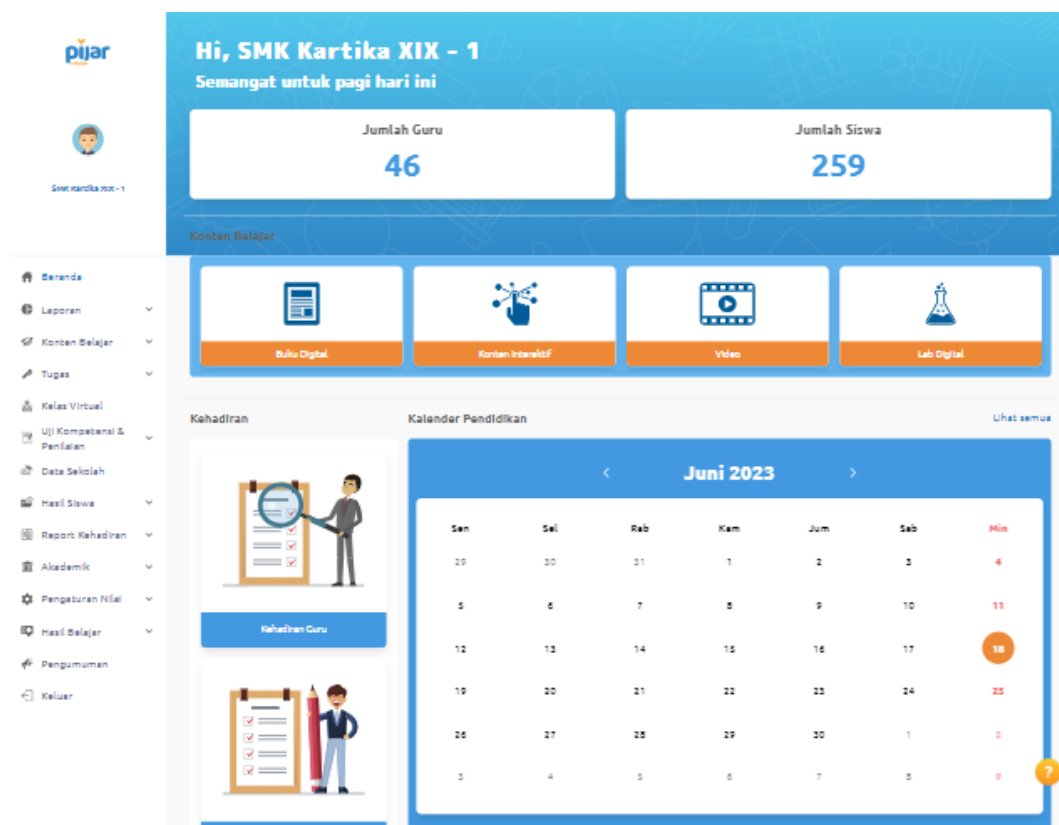 pijar
SMK Kartika XIX - 1
Beranda
Laporan
Konten Belajar
Tugas
Kelas Virtual
Uji Kompetensi &
Penilaian
Data Sekolah
Hasil Siswa
Report Kehadiran
Akademik
Pengaturan Nilai
Hasil Belajar
Pengumuman
Keluar
Hi, SMK Kartika XIX - 1
Semangat untuk pagi hari ini
Jumlah Guru
46
Jumlah Siswa
259
Konten Belajar
Buku Digital
Konten Interaktif
Video
Lab Digital
Kehadiran
Kehadiran Guru
Kalender Pendidikan
Lihat semua
< Juni 2023 >
Sen Sel Rab Kam Jum Sab Min
29 30 31 1 2 3 4
5 6 7 8 9 10 11
12 13 14 15 16 17 18
19 20 21 22 23 24 25
26 27 28 29 30 1 2
3 4 5 6 7 8 9
?